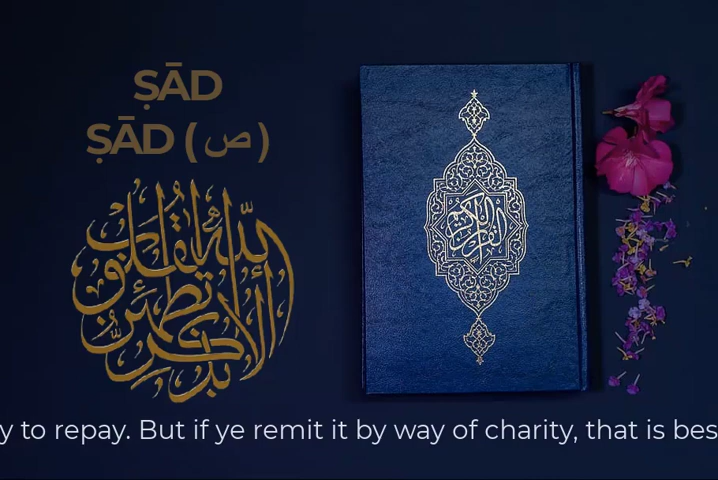 ṢĀD
ṢĀD (ص)
ألا بذكر الله تطمئن القلوب
القرآن الكريم
y to repay. But if ye remit it by way of charity, that is bes